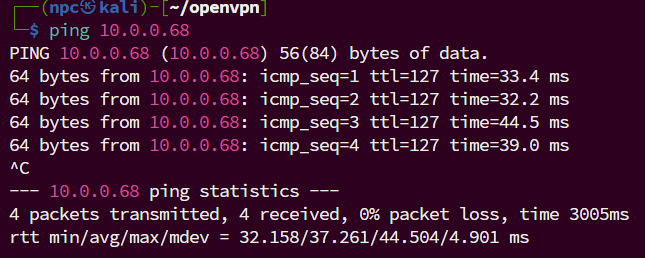 ┌──(npc㉿kali)-[~/openvpn]
└─$ ping 10.0.0.68
PING 10.0.0.68 (10.0.0.68) 56(84) bytes of data.
64 bytes from 10.0.0.68: icmp_seq=1 ttl=127 time=33.4 ms
64 bytes from 10.0.0.68: icmp_seq=2 ttl=127 time=32.2 ms
64 bytes from 10.0.0.68: icmp_seq=3 ttl=127 time=44.5 ms
64 bytes from 10.0.0.68: icmp_seq=4 ttl=127 time=39.0 ms
^C
--- 10.0.0.68 ping statistics ---
4 packets transmitted, 4 received, 0% packet loss, time 3005ms
rtt min/avg/max/mdev = 32.158/37.261/44.504/4.901 ms